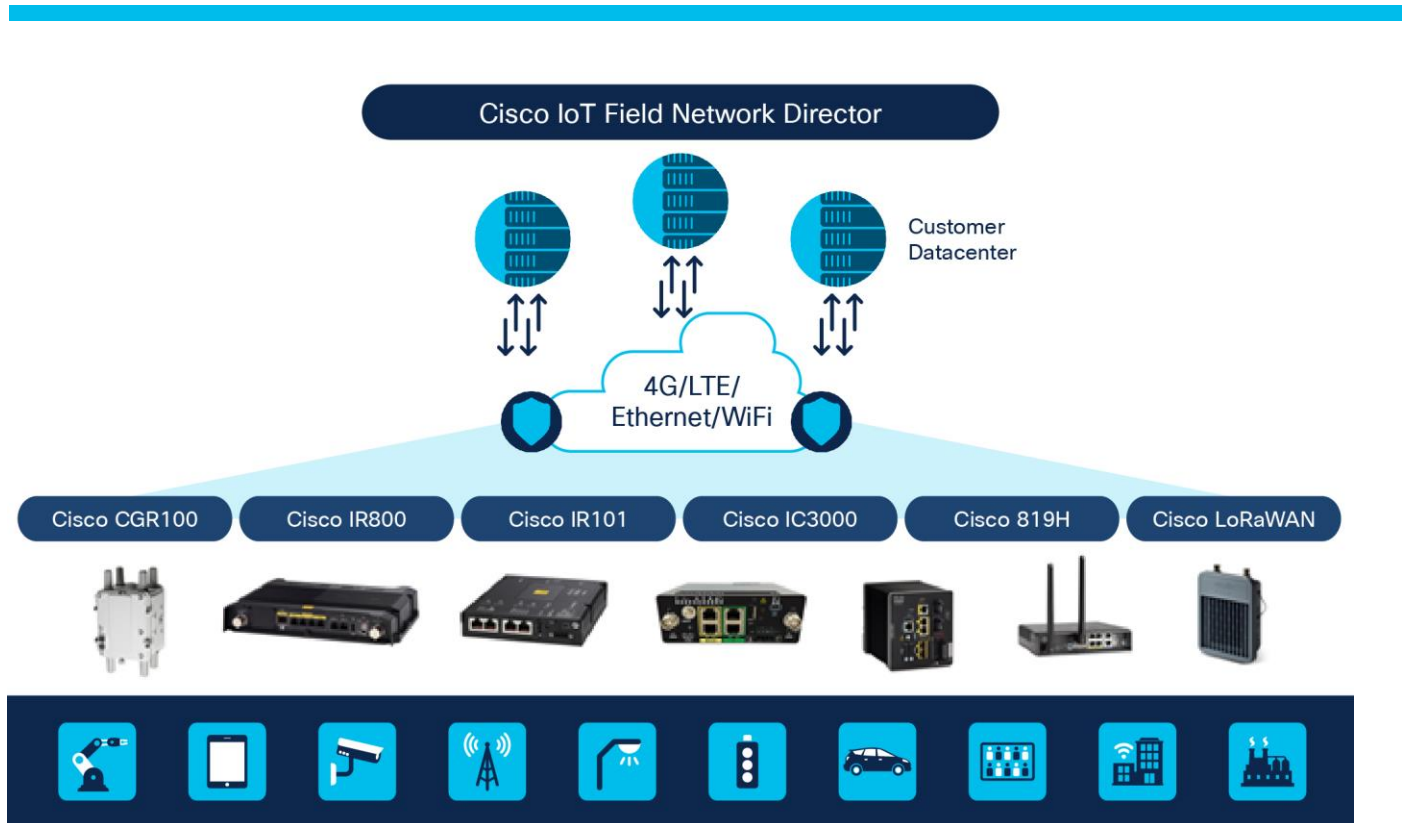 Cisco IoT Field Network Director
Customer
Datacenter
4G/LTE/
Ethernet/WiFi
Cisco CGR100
Cisco IR800
Cisco IR101
Cisco IC3000
Cisco 819H
Cisco LoRaWAN